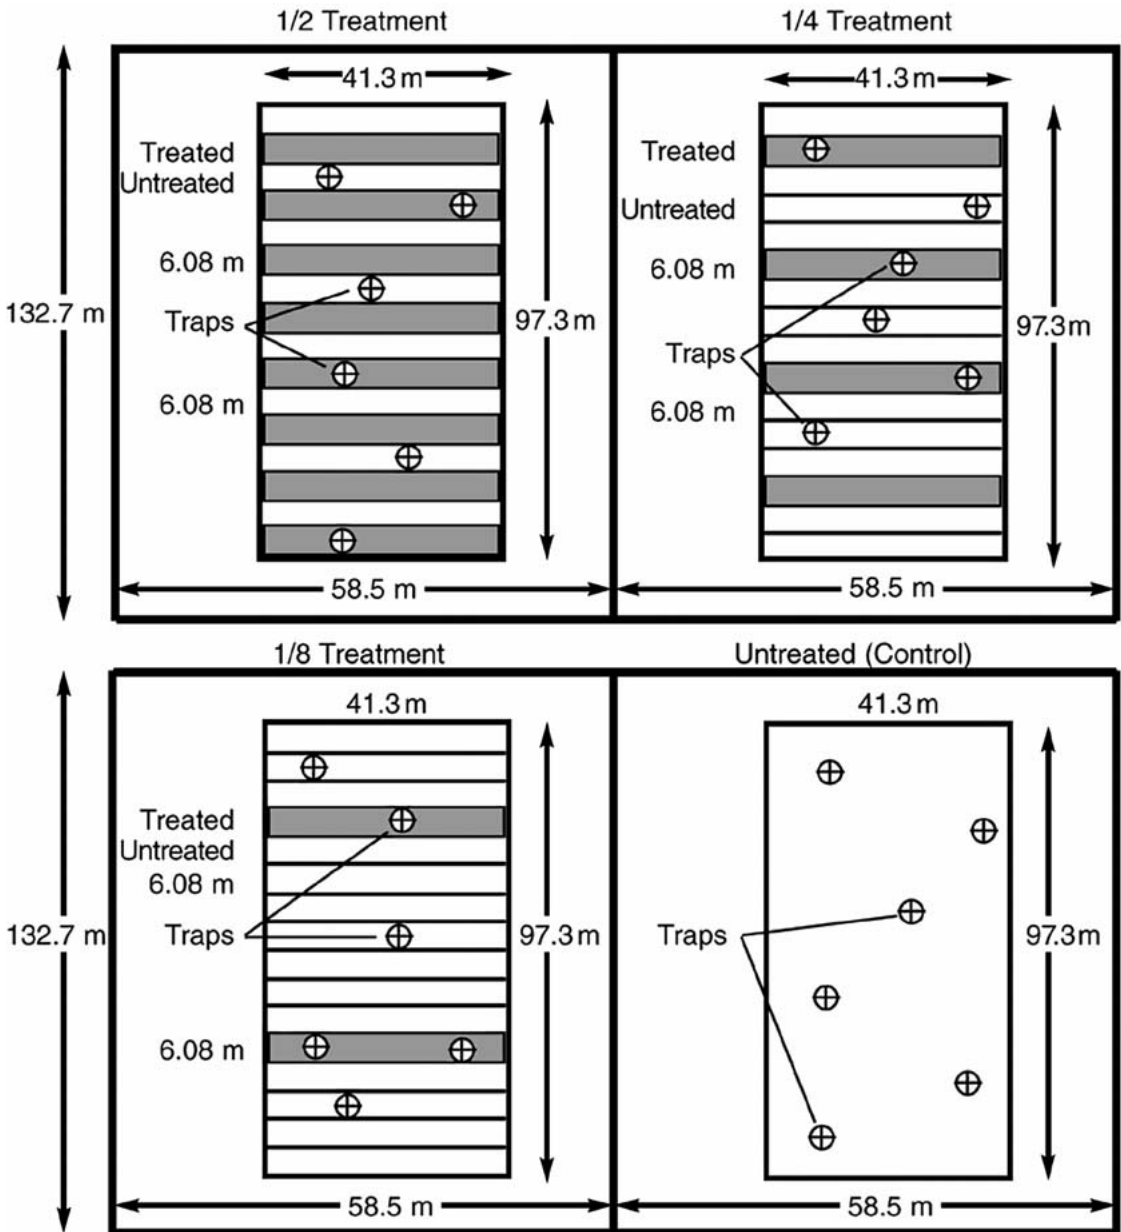 1/2 Treatment
41.3 m
Treated
Untreated
6.08 m
132.7 m
Traps
97.3 m
6.08 m
58.5 m
1/4 Treatment
41.3 m
Treated
Untreated
6.08 m
97.3 m
Traps
6.08 m
58.5 m
1/8 Treatment
41.3 m
Treated
Untreated
6.08 m
132.7 m
Traps
97.3 m
6.08 m
58.5 m
Untreated (Control)
41.3 m
Traps
97.3 m
58.5 m